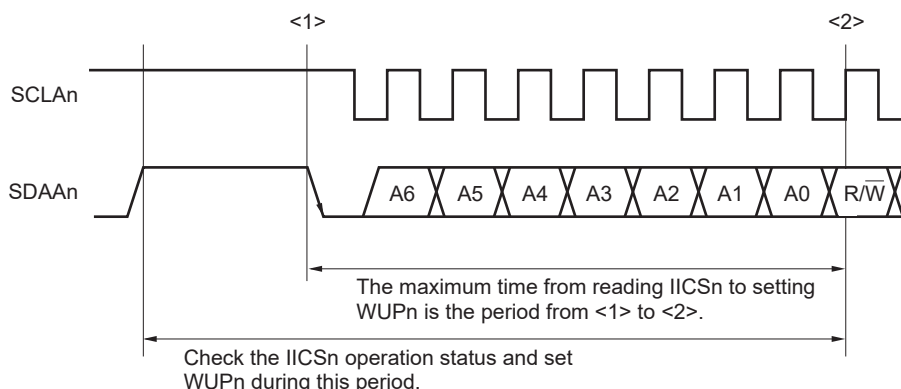 <1>
<2>
SCLAn
SDAAn
A6 A5 A4 A3 A2 A1 A0 R/W̅
The maximum time from reading IICSn to setting
WUPn is the period from <1> to <2>.
Check the IICSn operation status and set
WUPn during this period.